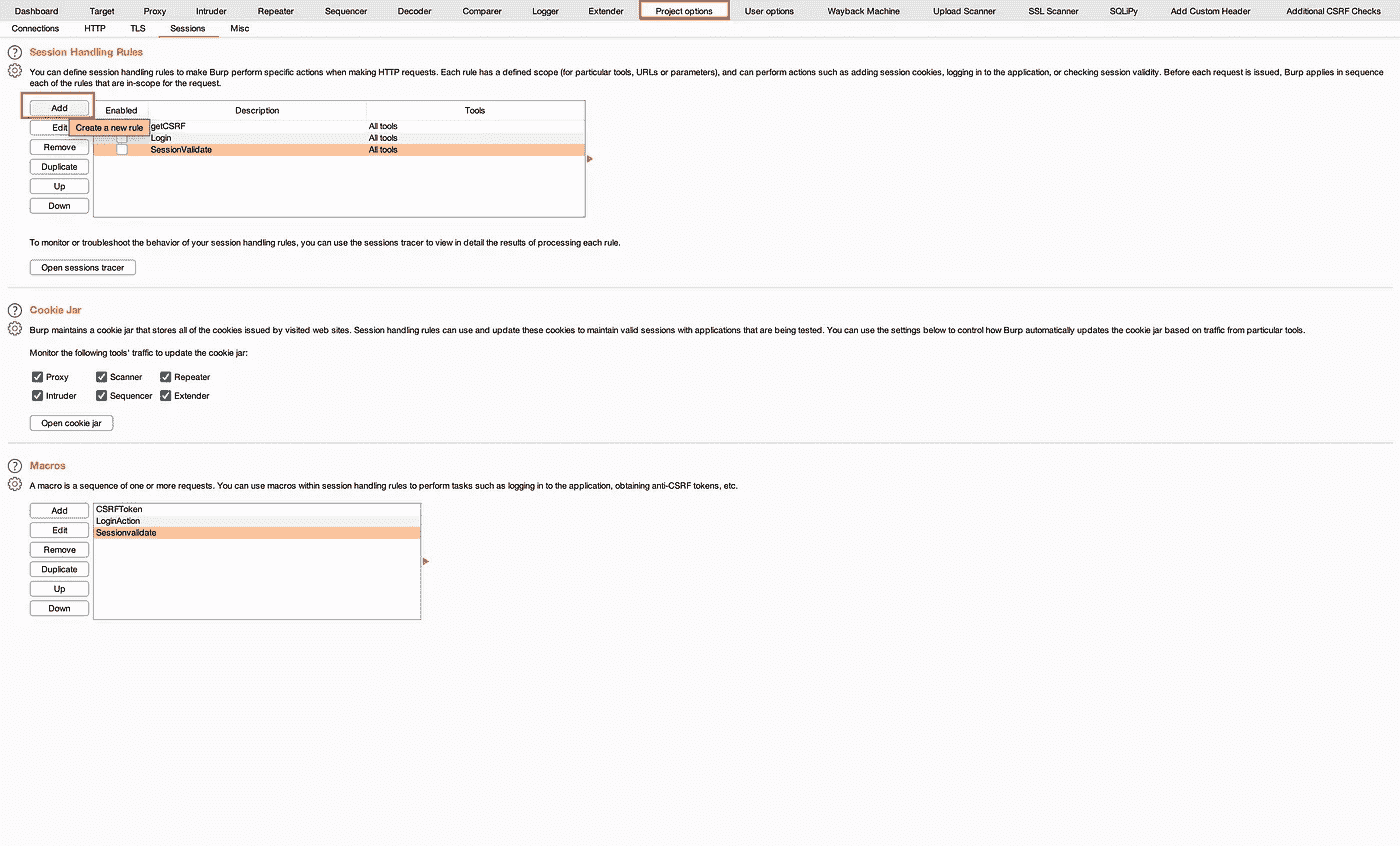 Dashboard Target Proxy Intruder Repeater Sequencer Decoder Comparer Logger Extender Project options User options Wayback Machine Upload Scanner SSL Scanner SQLiPy Add Custom Header Additional CSRF Checks
Connections HTTP TLS Sessions Misc
? Session Handling Rules
You can define session handling rules to make Burp perform specific actions when making HTTP requests. Each rule has a defined scope (for particular tools, URLs or parameters), and can perform actions such as adding session cookies, logging in to the application, or checking session validity. Before each request is issued, Burp applies in sequence
each of the rules that are in-scope for the request.
Add Enabled Description Tools
Edit Create a new rule getCSRF All tools
Login All tools
Remove SessionValidate All tools
Duplicate
Up
Down
To monitor or troubleshoot the behavior of your session handling rules, you can use the sessions tracer to view in detail the results of processing each rule.
Open sessions tracer
? Cookie Jar
Burp maintains a cookie jar that stores all of the cookies issued by visited web sites. Session handling rules can use and update these cookies to maintain valid sessions with applications that are being tested. You can use the settings below to control how Burp automatically updates the cookie jar based on traffic from particular tools.
Monitor the following tools' traffic to update the cookie jar:
Proxy Scanner Repeater
Intruder Sequencer Extender
Open cookie jar
? Macros
A macro is a sequence of one or more requests. You can use macros within session handling rules to perform tasks such as logging in to the application, obtaining anti-CSRF tokens, etc.
Add CSRFToken
LoginAction
Edit Sessionvalidate
Remove
Duplicate
Up
Down